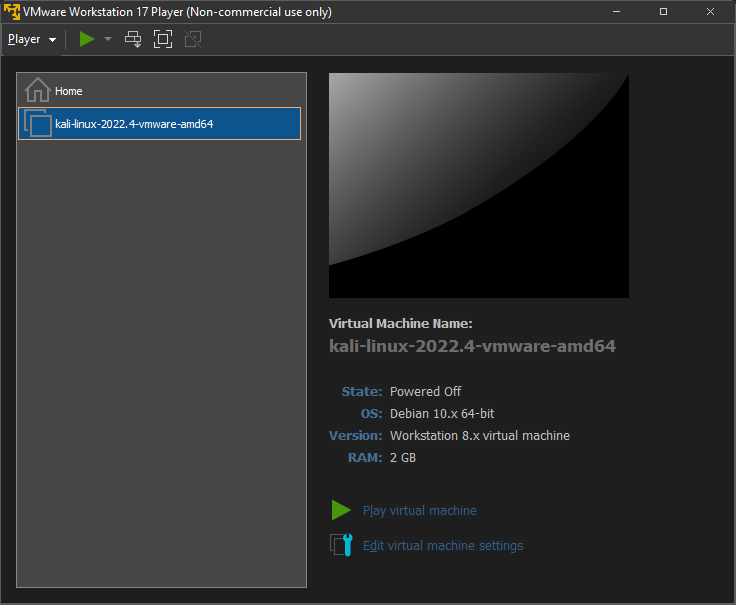 VMware Workstation 17 Player (Non-commercial use only)
Player
Home
kali-linux-2022.4-vmware-amd64
Virtual Machine Name:
kali-linux-2022.4-vmware-amd64
State: Powered Off
OS: Debian 10.x 64-bit
Version: Workstation 8.x virtual machine
RAM: 2 GB
Play virtual machine
Edit virtual machine settings